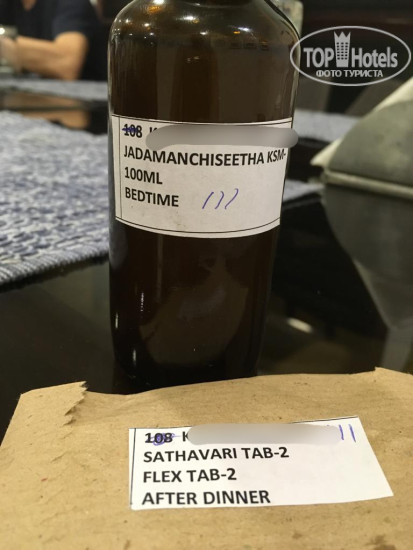 TOP Hotels
ФОТО ТУРИСТА
108 K
JADAMANCHISEETHA KSM-
100ML
BEDTIME
108 K
SATHAVARI TAB-2
FLEX TAB-2
AFTER DINNER